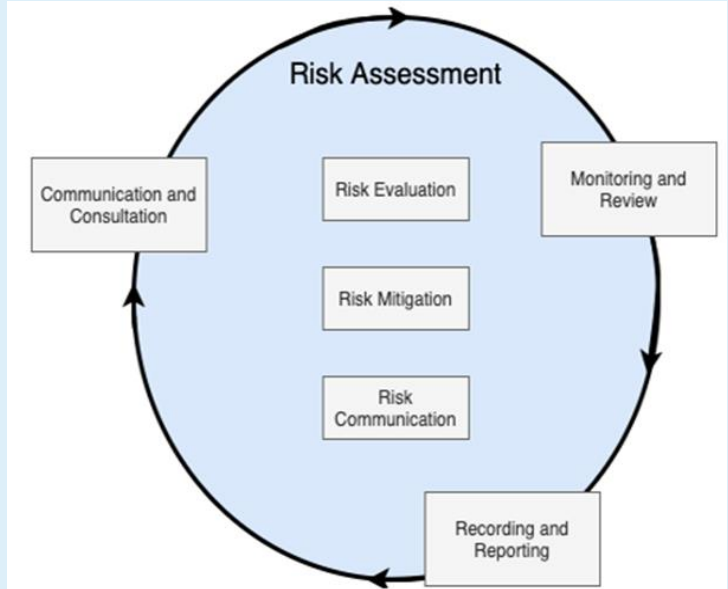 Risk Assessment
Communication and
Consultation
Risk Evaluation
Monitoring and
Review
Risk Mitigation
Risk
Communication
Recording and
Reporting